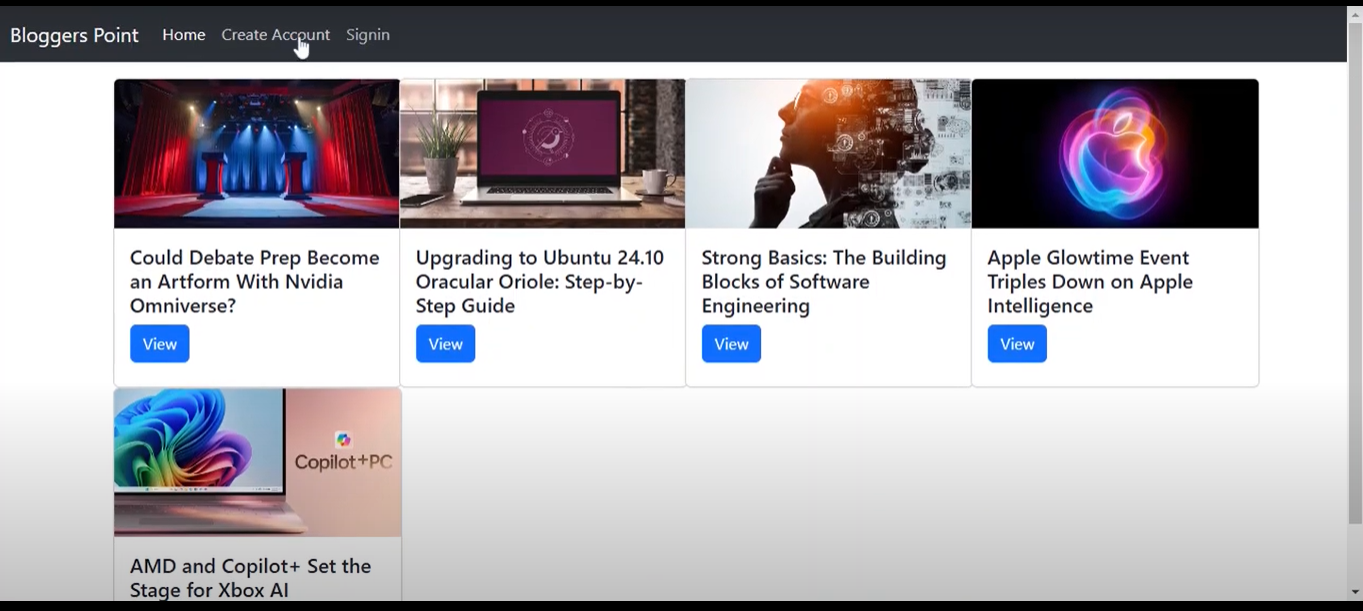 Bloggers Point Home Create Account Signin
Could Debate Prep Become
an Artform With Nvidia
Omniverse?
View
Upgrading to Ubuntu 24.10
Oracular Oriole: Step-by-
Step Guide
View
Strong Basics: The Building
Blocks of Software
Engineering
View
Apple Glowtime Event
Triples Down on Apple
Intelligence
View
Copilot+PC
AMD and Copilot+ Set the
Stage for Xbox AI